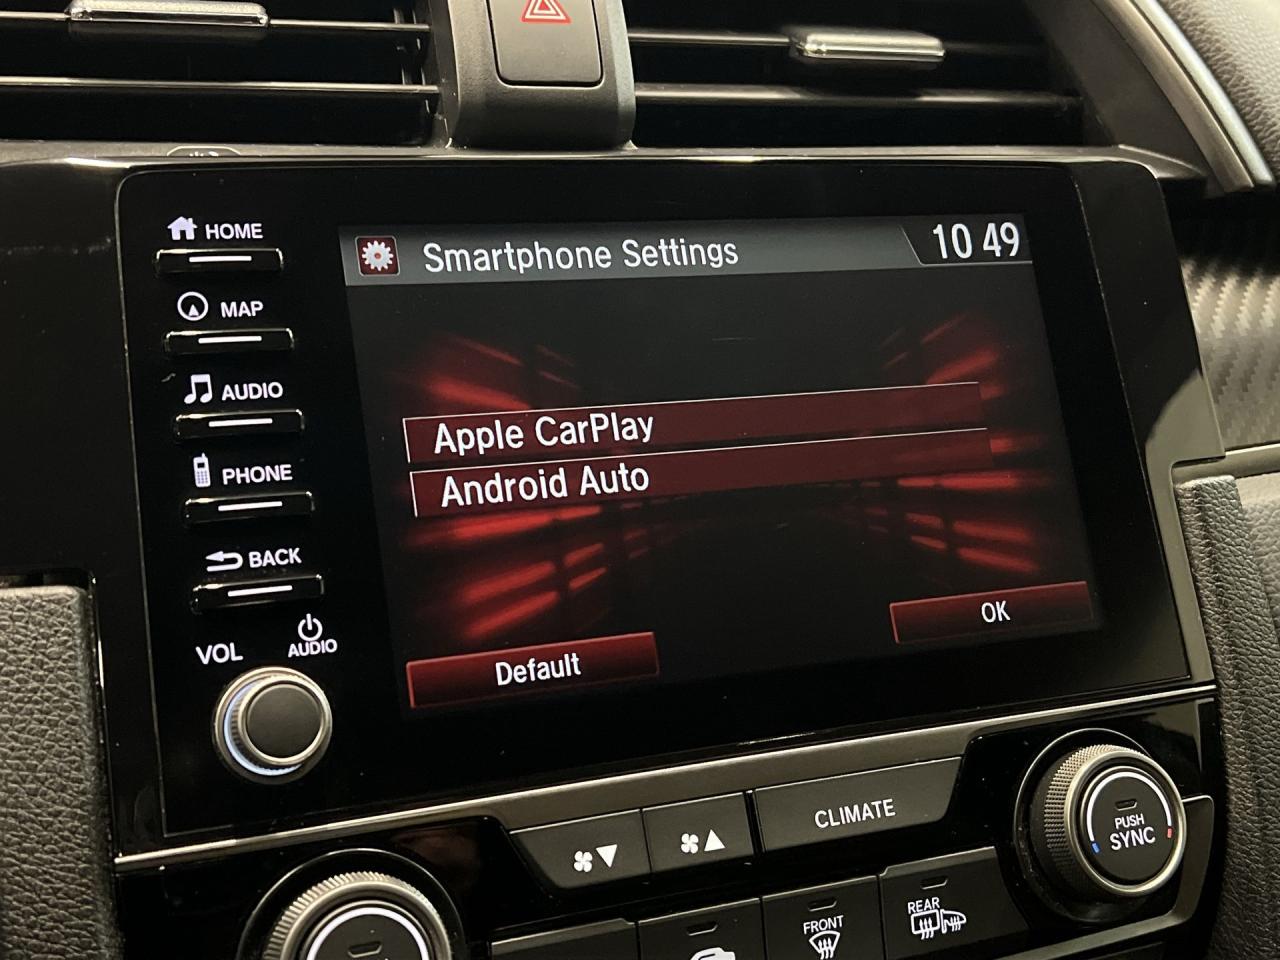 HOME
MAP
AUDIO
PHONE
BACK
VOL
AUDIO
Smartphone Settings
10 49
Apple CarPlay
Android Auto
Default
OK
CLIMATE
PUSH
SYNC
FRONT
REAR